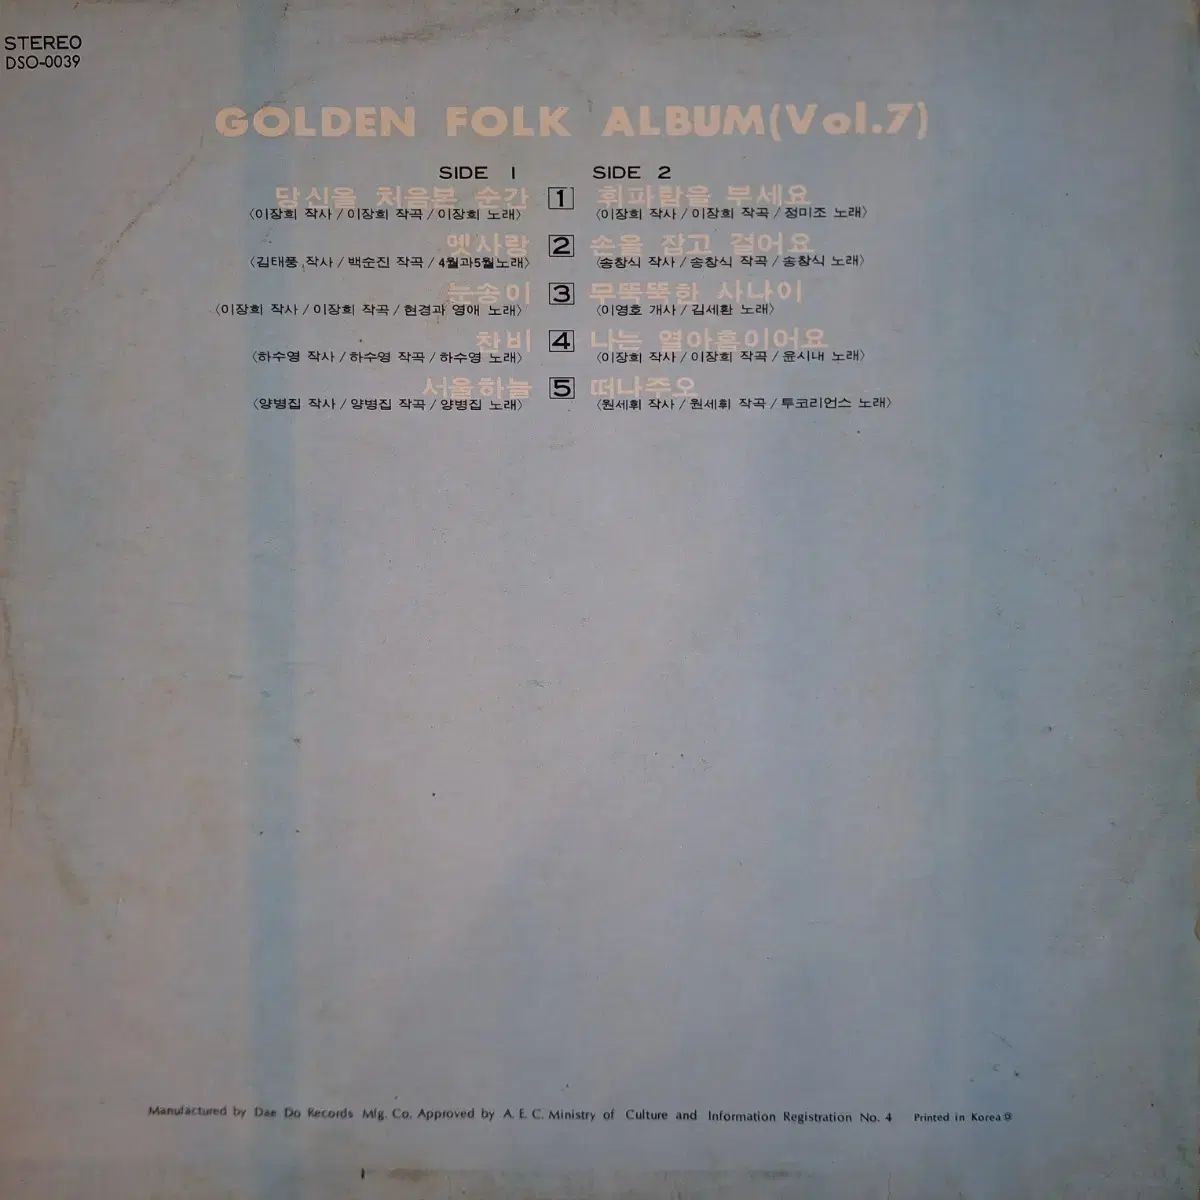 STEREO
DSO-0039
GOLDEN FOLK ALBUM(Vol.7)
SIDE 1
당신을 처음본 순간 1
〈이장희 작사/이장희 작곡/이장희 노래〉
옛사랑 2
〈김태풍 작사/백순진 작곡/4월과5월노래〉
눈송이 3
〈이장희 작사/이장희 작곡/현경과 영애 노래〉
찬비 4
〈하수영 작사/하수영 작곡/하수영 노래〉
서울하늘 5
〈양병집 작사/양병집 작곡/양병집 노래〉
SIDE 2
휘파람을 부세요
〈이장희 작사/이장희 작곡/정미조 노래〉
손을 잡고 걸어요
〈송창식 작사/송창식 작곡/송창식 노래〉
무뚝뚝한 사나이
〈이영호 개사/김세환 노래〉
나는 열아홉이어요
〈이장희 작사/이장희 작곡/윤시내 노래〉
떠나주오
〈원세휘 작사/원세휘 작곡/투코리언스 노래〉
Manufactured by Dae Do Records Mfg. Co. Approved by A. E. C. Ministry of Culture and Information Registration No. 4 Printed in Korea